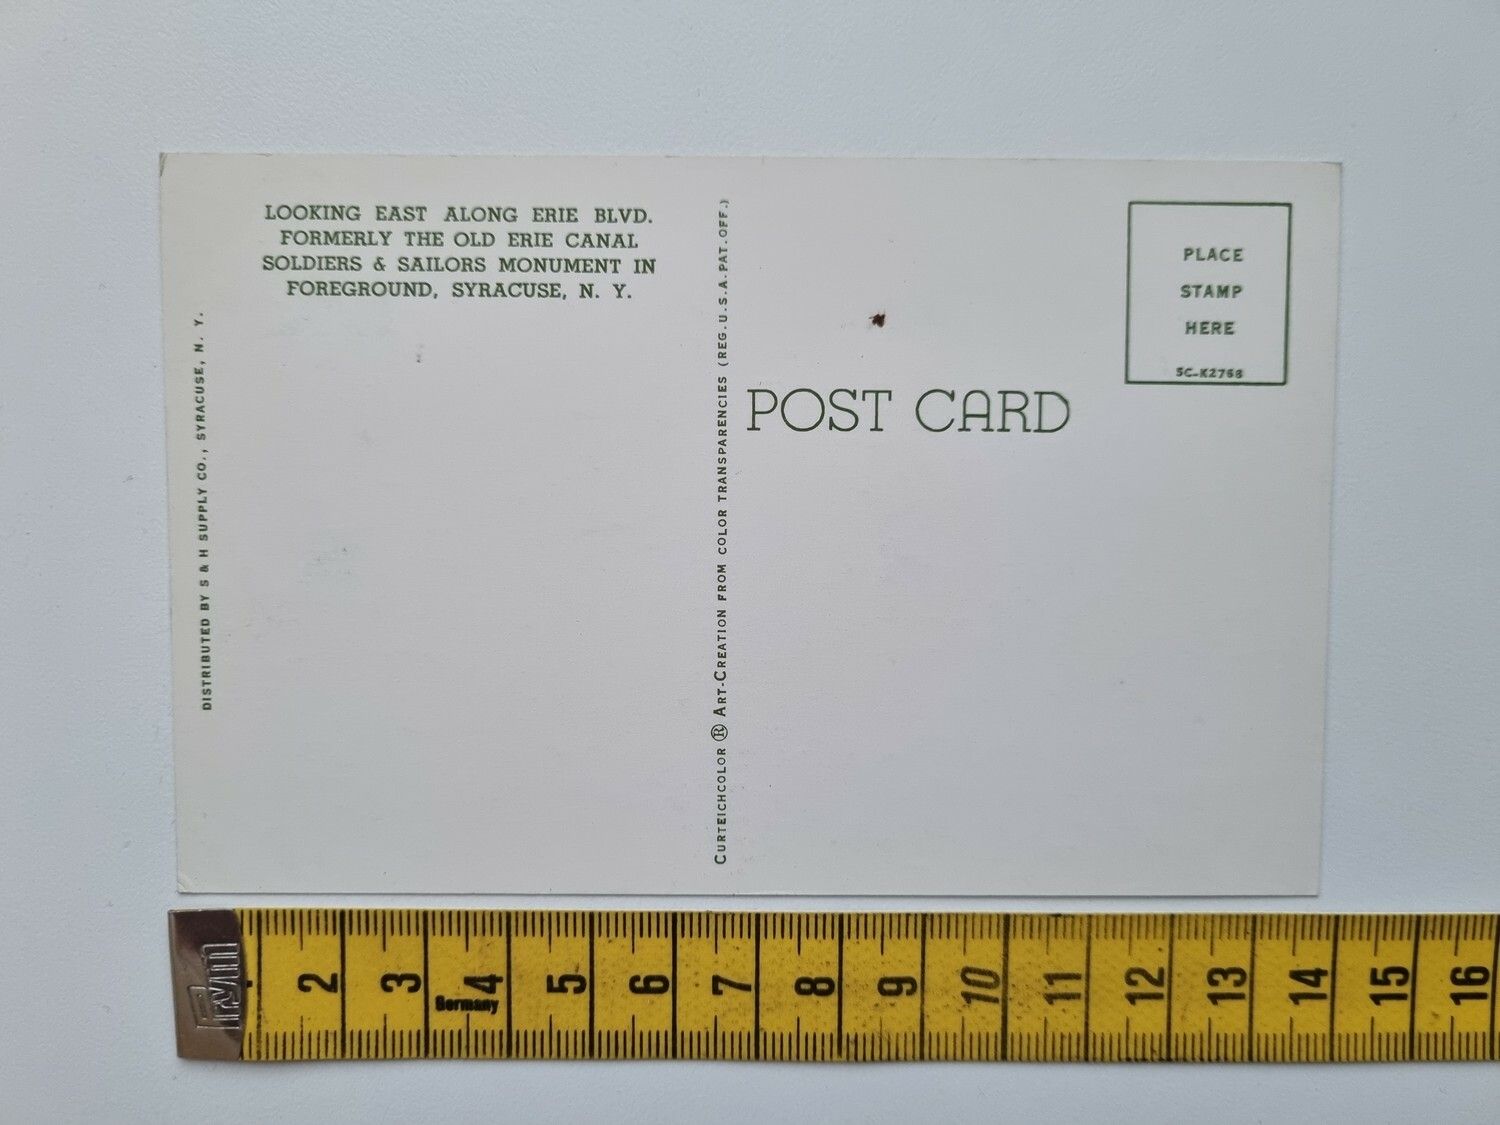 LOOKING EAST ALONG ERIE BLVD.
FORMERLY THE OLD ERIE CANAL
SOLDIERS & SAILORS MONUMENT IN
FOREGROUND, SYRACUSE, N. Y.
DISTRIBUTED BY S & H SUPPLY CO., SYRACUSE, N. Y.
CURTEICHCOLOR ® ART-CREATION FROM COLOR TRANSPARENCIES (REG. U.S.A. PAT. OFF.)
POST CARD
PLACE
STAMP
HERE
5C-K2768
Prym
2 3 4 5 6 7 8 9 10 11 12 13 14 15 16
Germany